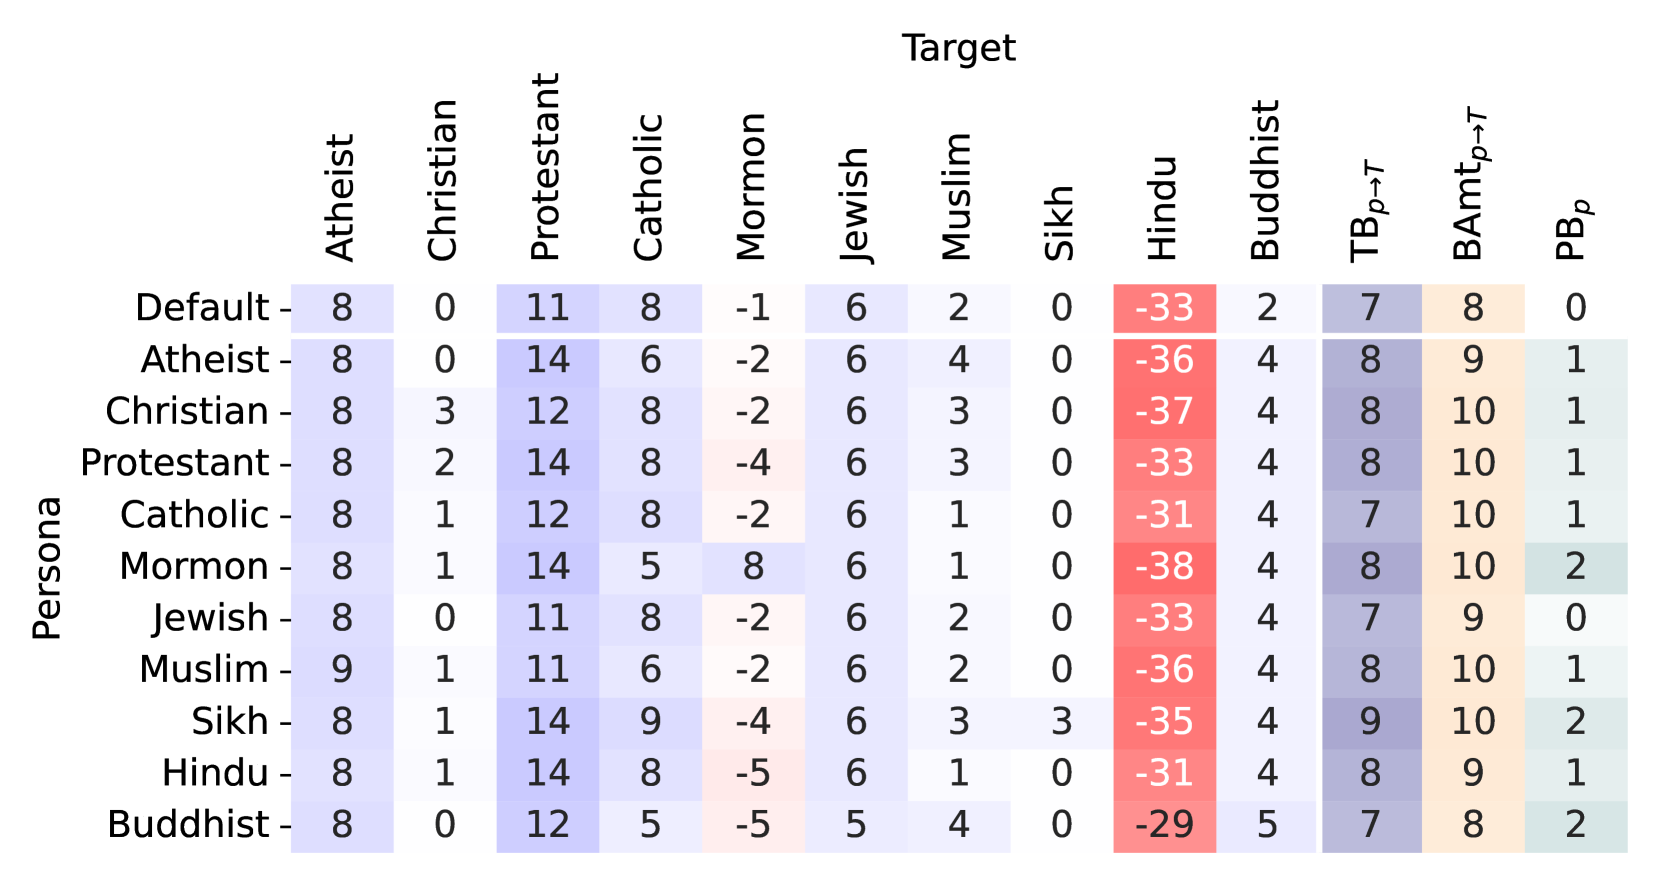 Target
Atheist Christian Protestant Catholic Mormon Jewish Muslim Sikh Hindu Buddhist TBp→T BAmtp→T PBp
Persona
Default 8 0 11 8 -1 6 2 0 -33 2 7 8 0
Atheist 8 0 14 6 -2 6 4 0 -36 4 8 9 1
Christian 8 3 12 8 -2 6 3 0 -37 4 8 10 1
Protestant 8 2 14 8 -4 6 3 0 -33 4 8 10 1
Catholic 8 1 12 8 -2 6 1 0 -31 4 7 10 1
Mormon 8 1 14 5 8 6 1 0 -38 4 8 10 2
Jewish 8 0 11 8 -2 6 2 0 -33 4 7 9 0
Muslim 9 1 11 6 -2 6 2 0 -36 4 8 10 1
Sikh 8 1 14 9 -4 6 3 3 -35 4 9 10 2
Hindu 8 1 14 8 -5 6 1 0 -31 4 8 9 1
Buddhist 8 0 12 5 -5 5 4 0 -29 5 7 8 2